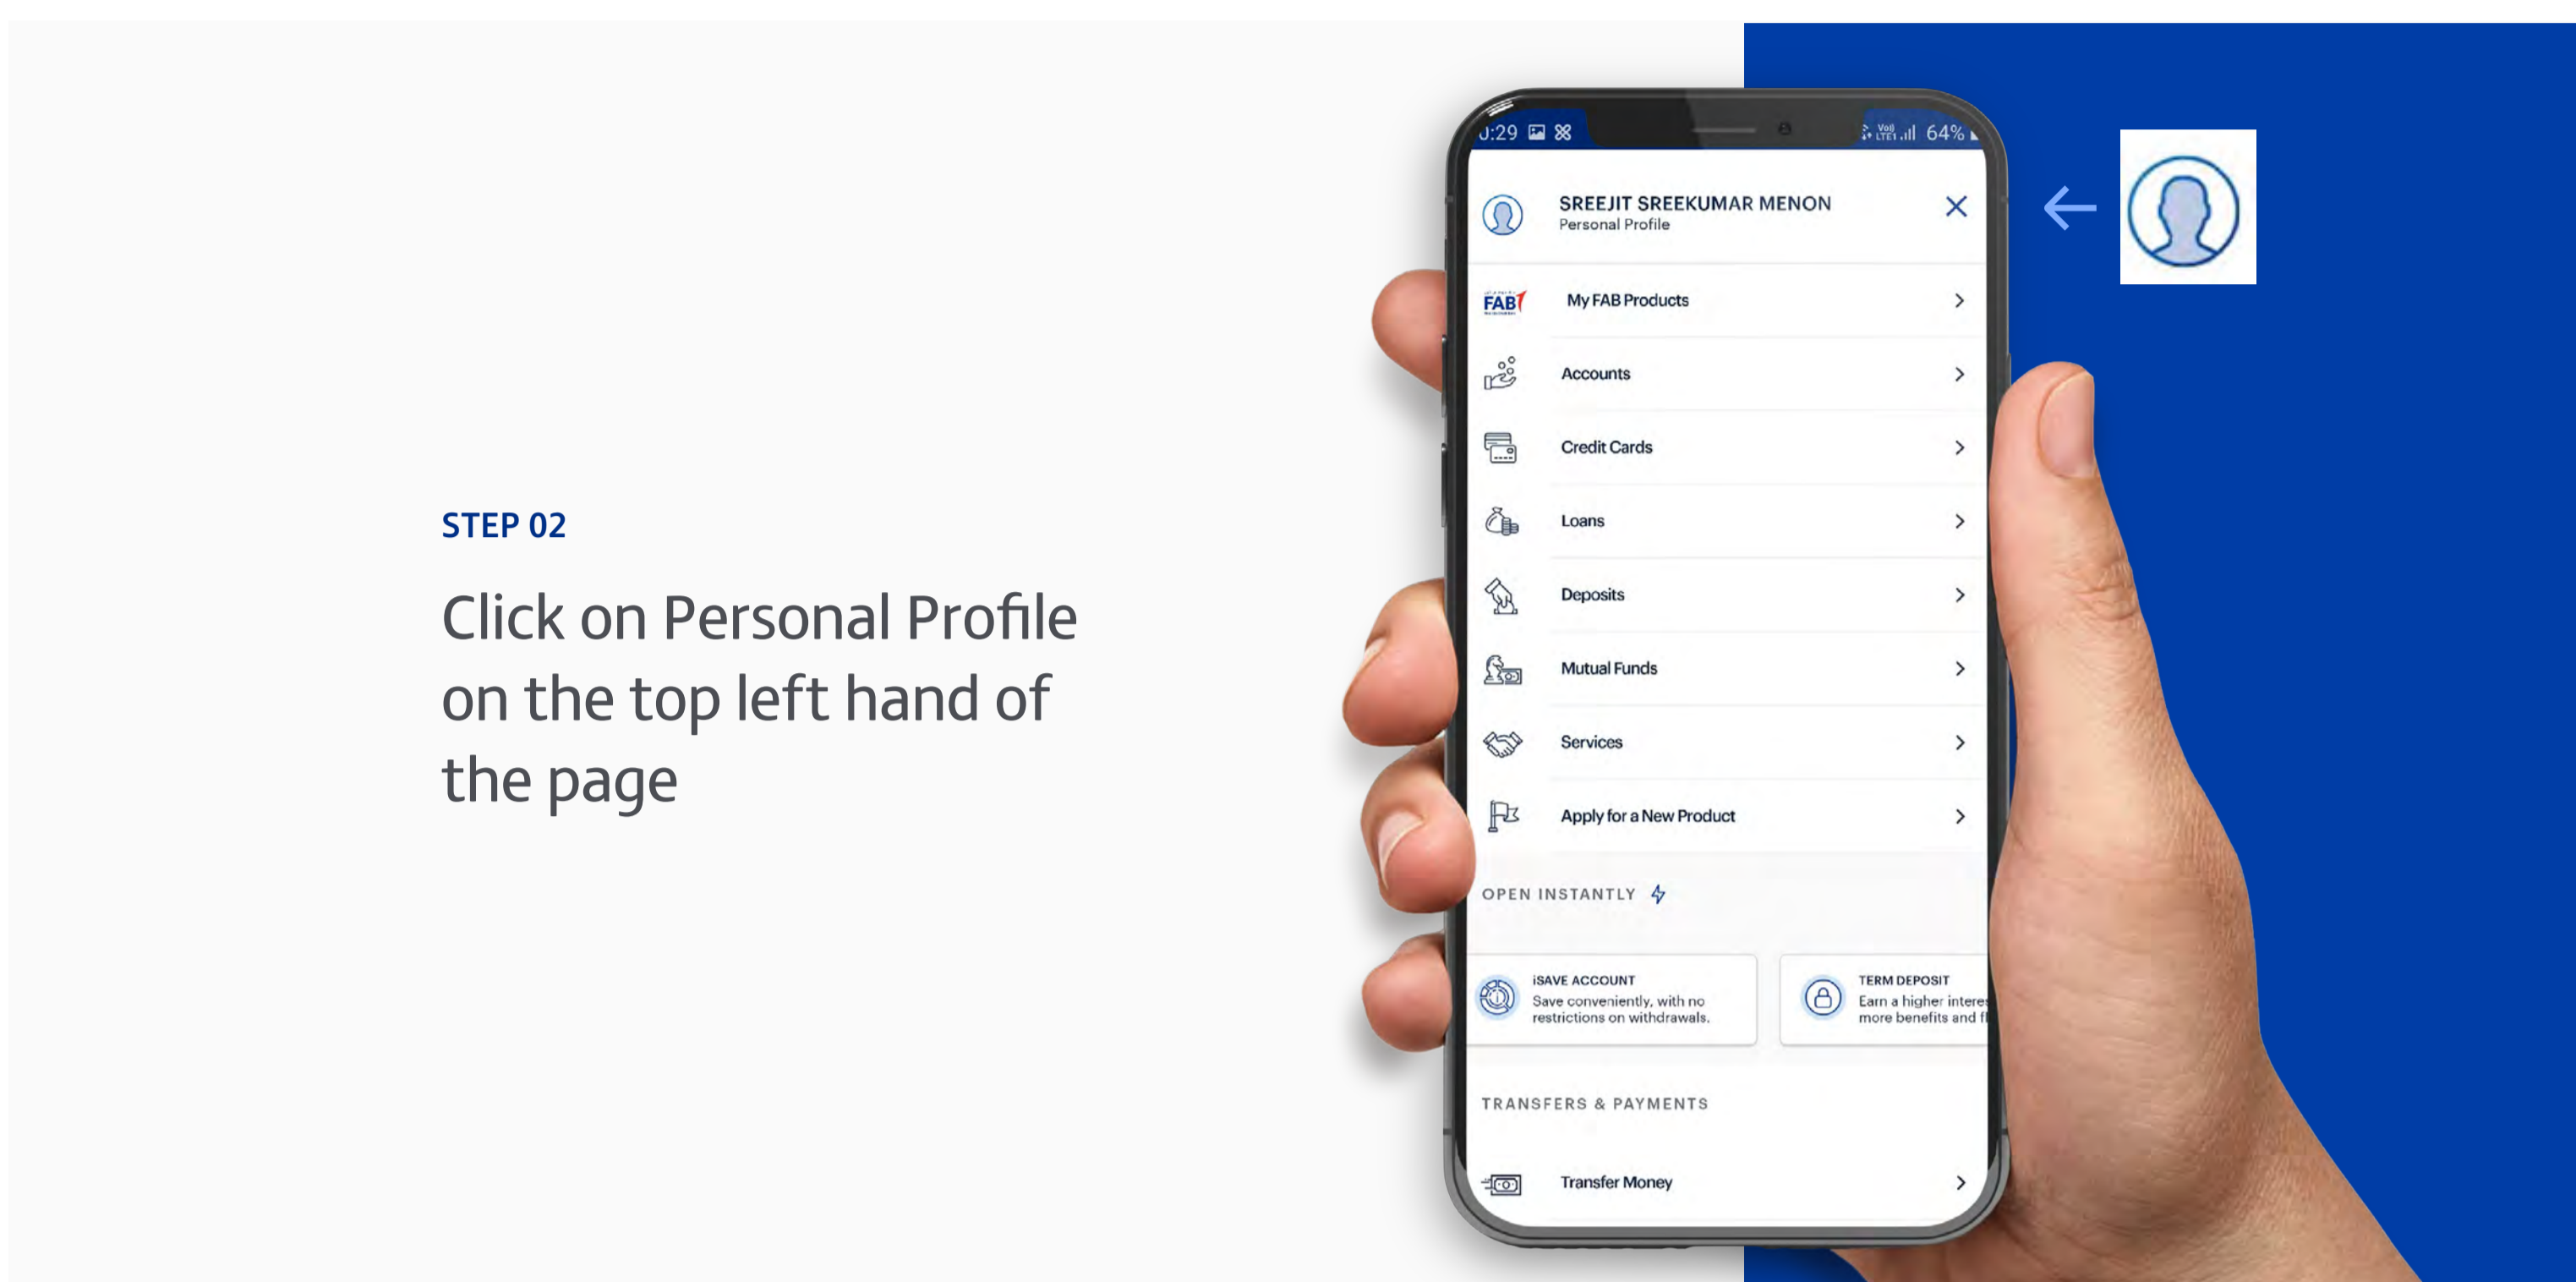 STEP 02
Click on Personal Profile
on the top left hand of
the page
0:29
64%
SREEJIT SREEKUMAR MENON
Personal Profile
FAB
My FAB Products
Accounts
Credit Cards
Loans
Deposits
Mutual Funds
Services
Apply for a New Product
OPEN INSTANTLY
iSAVE ACCOUNT
Save conveniently, with no
restrictions on withdrawals.
TERM DEPOSIT
Earn a higher
more benefits and
TRANSFERS & PAYMENTS
Transfer Money